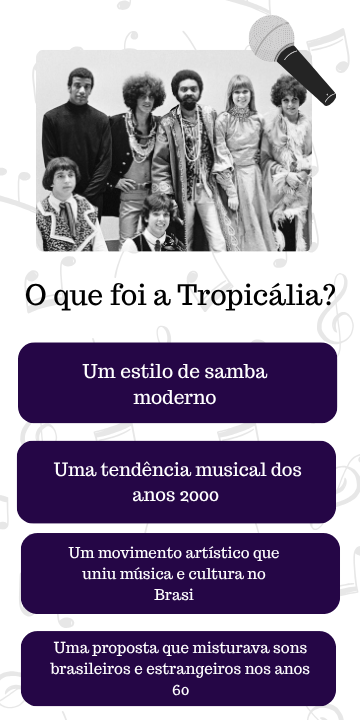 O que foi a Tropicália?
Um estilo de samba
moderno
Uma tendência musical dos
anos 2000
Um movimento artístico que
uniu música e cultura no
Brasi
Uma proposta que misturava sons
brasileiros e estrangeiros nos anos
60